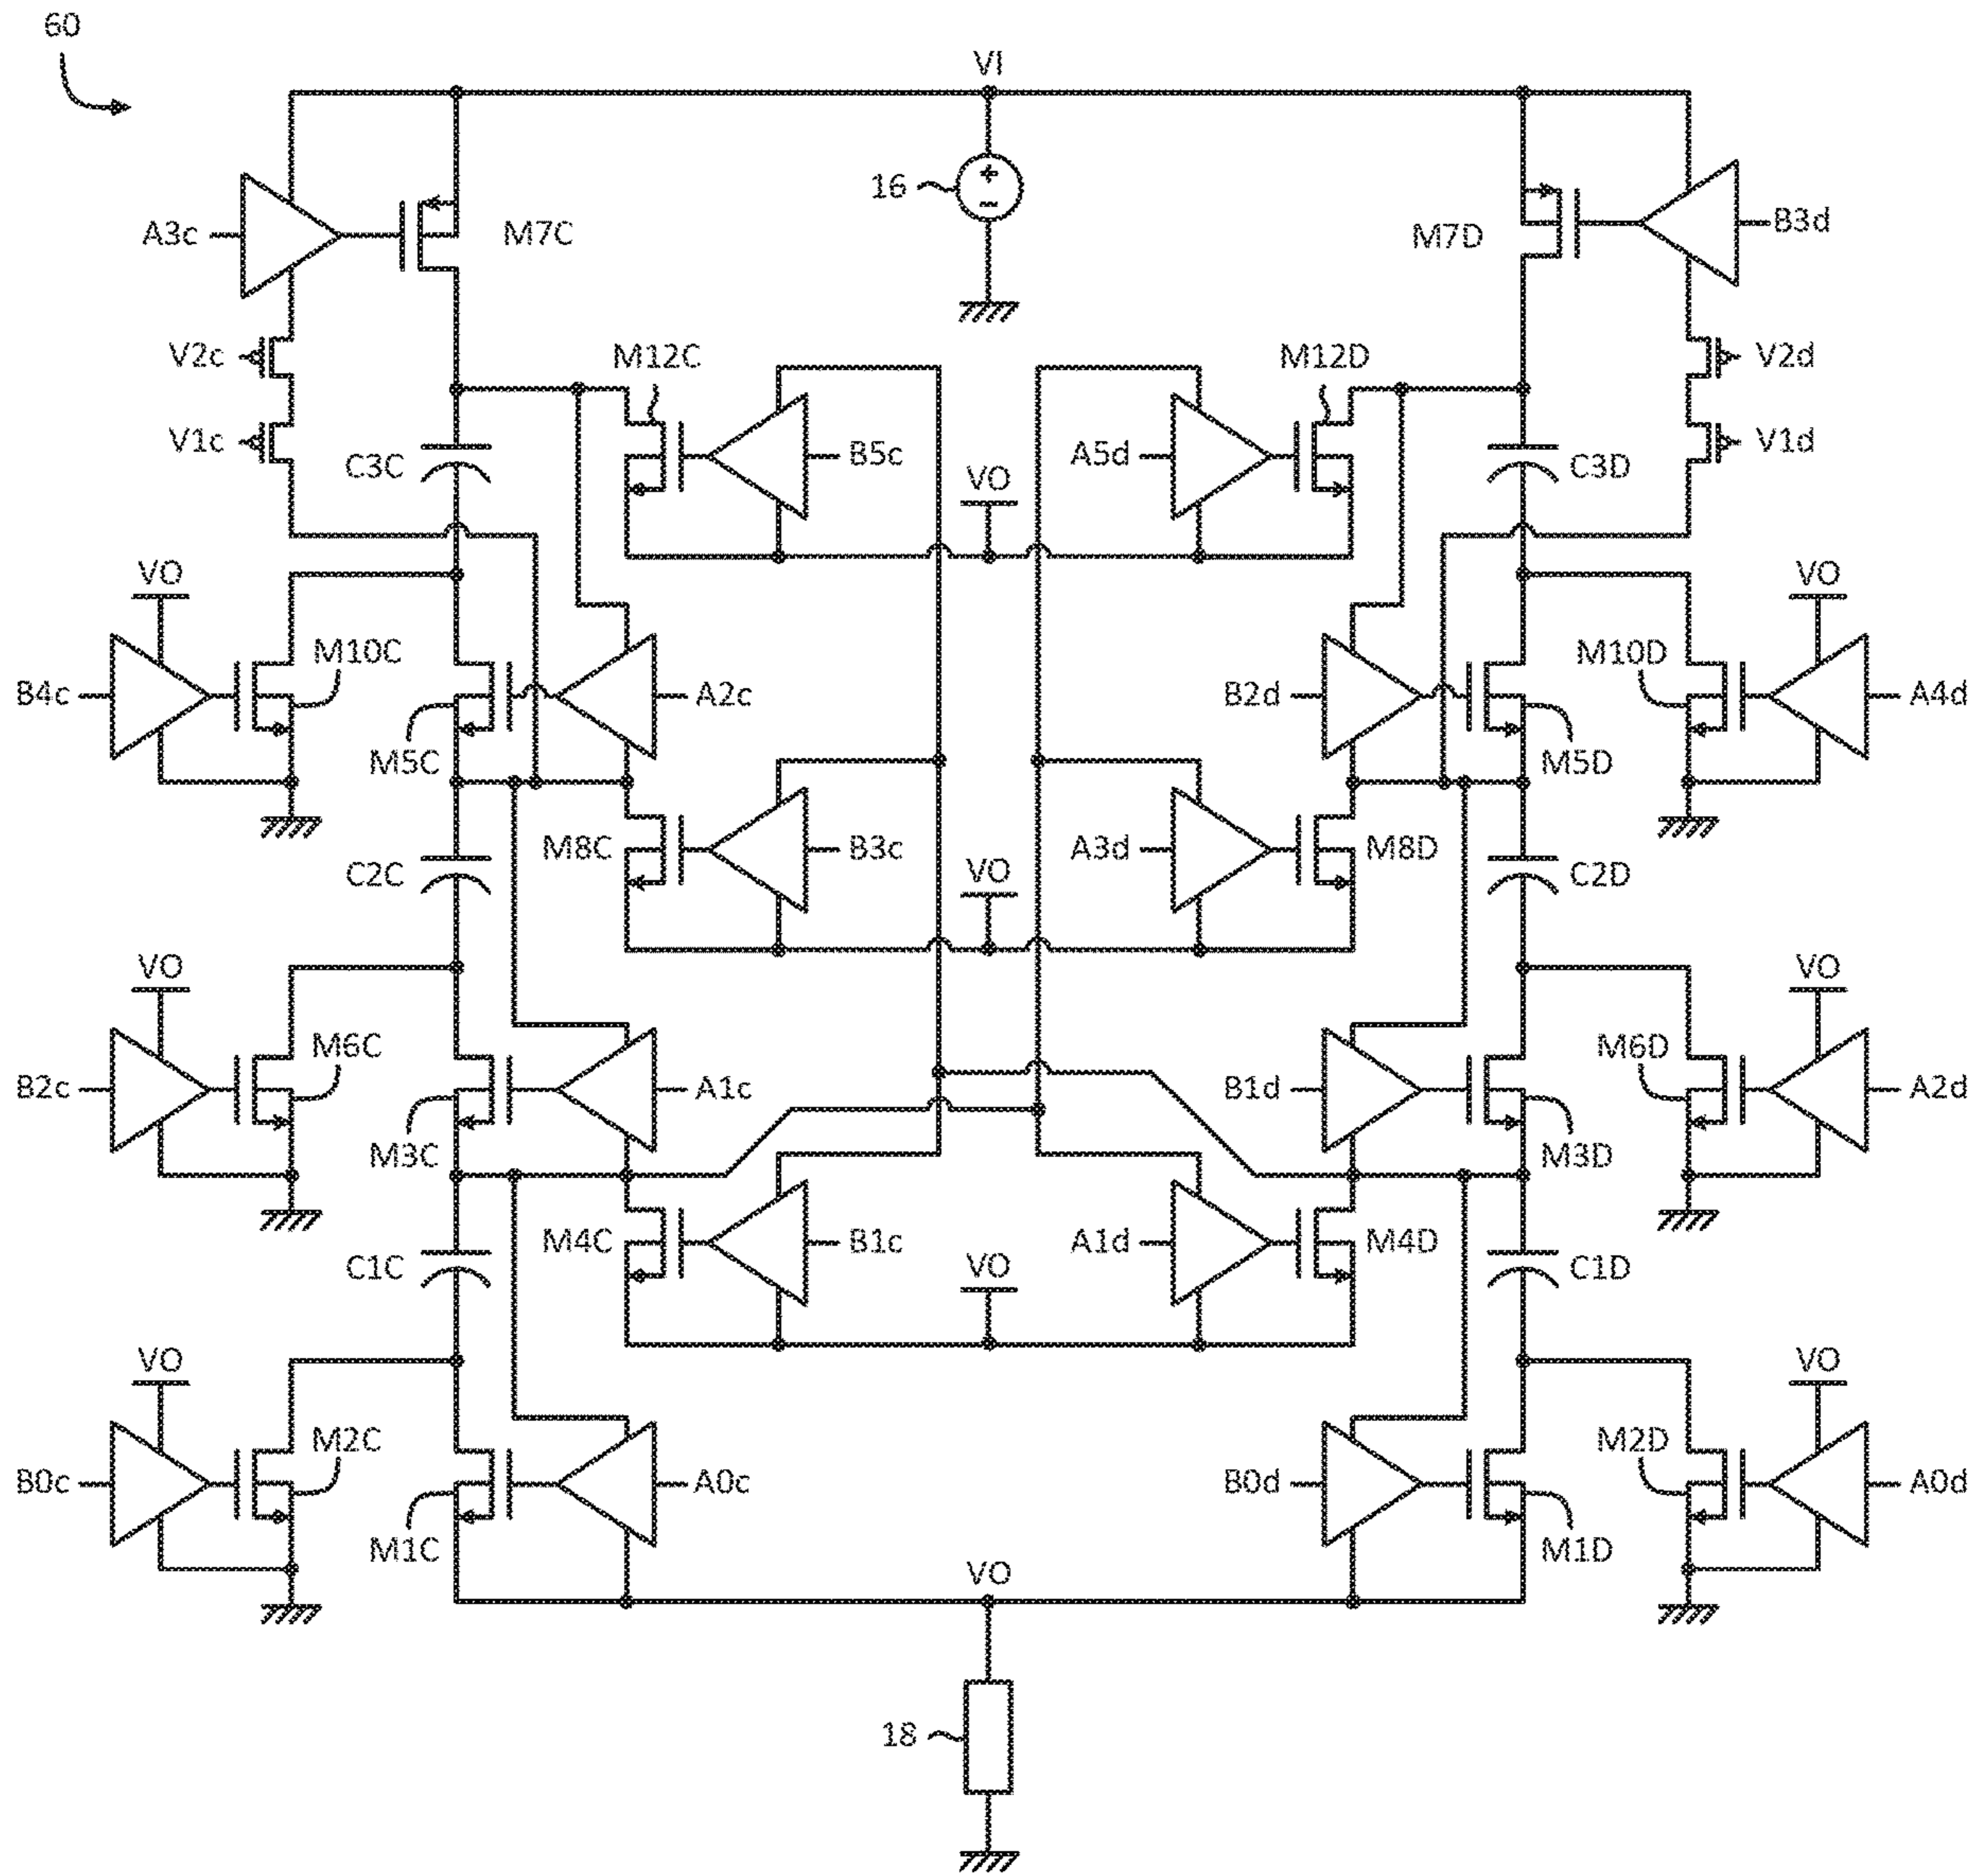 60
VI
16
A3c
M7C
M7D
B3d
V2c
M12C
M12D
V2d
V1c
C3C
B5c
VO
A5d
C3D
V1d
VO
VO
B4c
M10C
M5C
A2c
B2d
M10D
M5D
A4d
C2C
M8C
B3c
VO
A3d
M8D
C2D
VO
VO
B2c
M6C
M3C
A1c
B1d
M6D
M3D
A2d
C1C
M4C
B1c
VO
A1d
M4D
C1D
VO
VO
B0c
M2C
M1C
A0c
B0d
M2D
M1D
A0d
VO
18